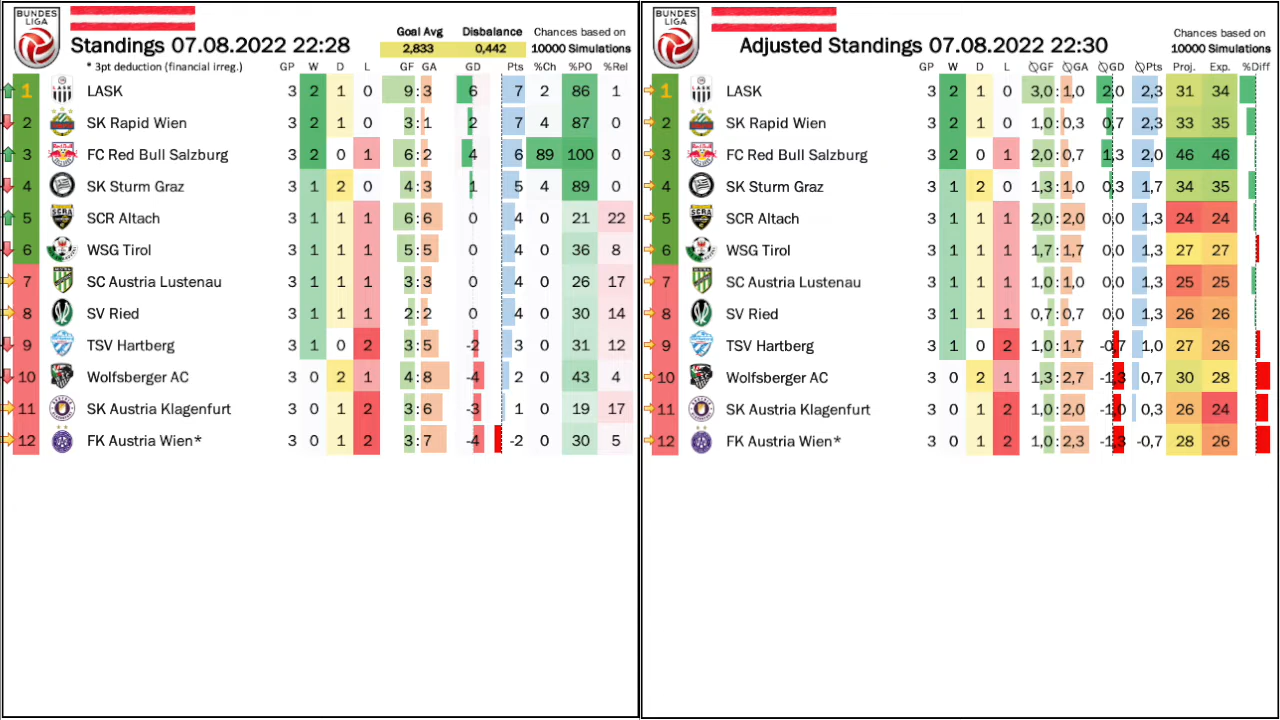 BUNDES
LIGA
Standings 07.08.2022 22:28
Goal Avg Disbalance Chances based on
2,833 0,442 10000 Simulations
* 3pt deduction (financial irreg.) GP W D L GF GA GD Pts %Ch %PO %Rel
1 LASK 3 2 1 0 9 : 3 6 7 2 86 1
2 SK Rapid Wien 3 2 1 0 3 : 1 2 7 4 87 0
3 FC Red Bull Salzburg 3 2 0 1 6 : 2 4 6 89 100 0
4 SK Sturm Graz 3 1 2 0 4 : 3 1 5 4 89 0
5 SCR Altach 3 1 1 1 6 : 6 0 4 0 21 22
6 WSG Tirol 3 1 1 1 5 : 5 0 4 0 36 8
7 SC Austria Lustenau 3 1 1 1 3 : 3 0 4 0 26 17
8 SV Ried 3 1 1 1 2 : 2 0 4 0 30 14
9 TSV Hartberg 3 1 0 2 3 : 5 -2 3 0 31 12
10 Wolfsberger AC 3 0 2 1 4 : 8 -4 2 0 43 4
11 SK Austria Klagenfurt 3 0 1 2 3 : 6 -3 1 0 19 17
12 FK Austria Wien* 3 0 1 2 3 : 7 -4 -2 0 30 5
BUNDES
LIGA
Adjusted Standings 07.08.2022 22:30
Chances based on
10000 Simulations
GP W D L ∅GF ∅GA ∅GD ∅Pts Proj. Exp. %Diff
1 LASK 3 2 1 0 3,0 : 1,0 2,0 2,3 31 34
2 SK Rapid Wien 3 2 1 0 1,0 : 0,3 0,7 2,3 33 35
3 FC Red Bull Salzburg 3 2 0 1 2,0 : 0,7 1,3 2,0 46 46
4 SK Sturm Graz 3 1 2 0 1,3 : 1,0 0,3 1,7 34 35
5 SCR Altach 3 1 1 1 2,0 : 2,0 0,0 1,3 24 24
6 WSG Tirol 3 1 1 1 1,7 : 1,7 0,0 1,3 27 27
7 SC Austria Lustenau 3 1 1 1 1,0 : 1,0 0,0 1,3 25 25
8 SV Ried 3 1 1 1 0,7 : 0,7 0,0 1,3 26 26
9 TSV Hartberg 3 1 0 2 1,0 : 1,7 -0,7 1,0 27 26
10 Wolfsberger AC 3 0 2 1 1,3 : 2,7 -1,3 0,7 30 28
11 SK Austria Klagenfurt 3 0 1 2 1,0 : 2,0 -1,0 0,3 26 24
12 FK Austria Wien* 3 0 1 2 1,0 : 2,3 -1,3 -0,7 28 26